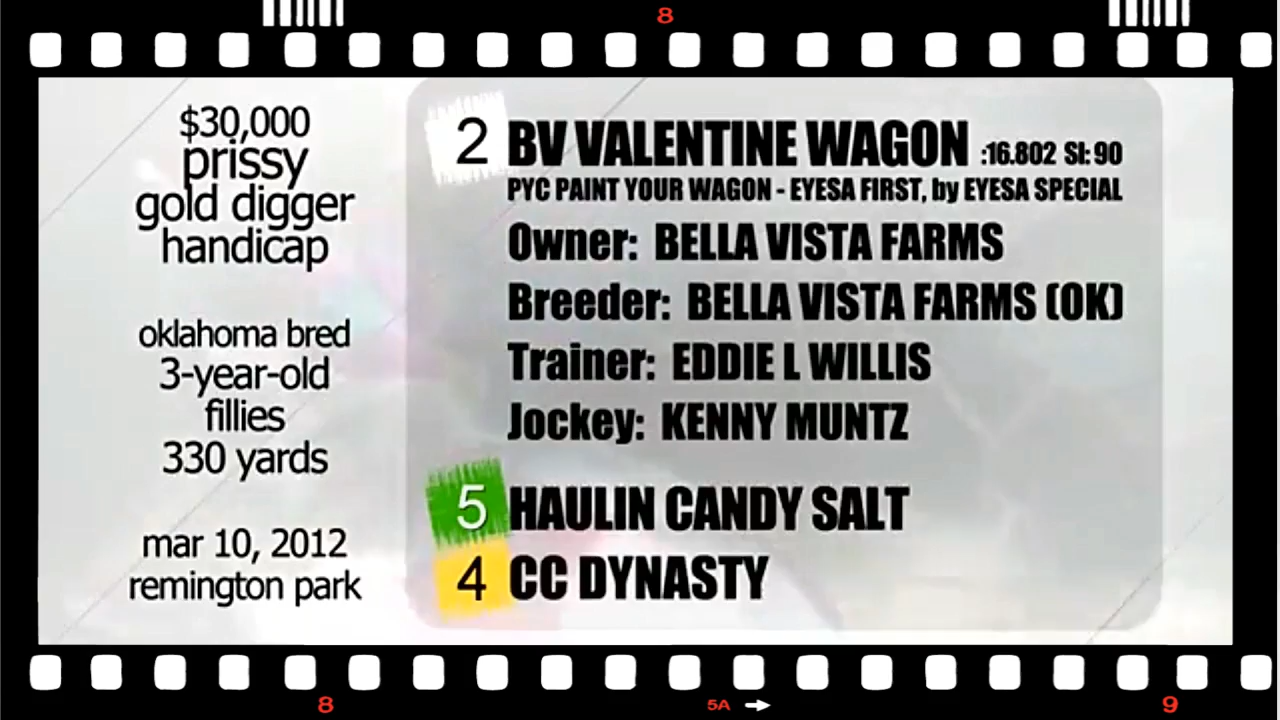 8
$30,000
prissy
gold digger
handicap
oklahoma bred
3-year-old
fillies
330 yards
mar 10, 2012
remington park
2 BV VALENTINE WAGON :16.802 SI: 90
PYC PAINT YOUR WAGON - EYESA FIRST, by EYESA SPECIAL
Owner: BELLA VISTA FARMS
Breeder: BELLA VISTA FARMS (OK)
Trainer: EDDIE L WILLIS
Jockey: KENNY MUNTZ
5 HAULIN CANDY SALT
4 CC DYNASTY
8 5A 9